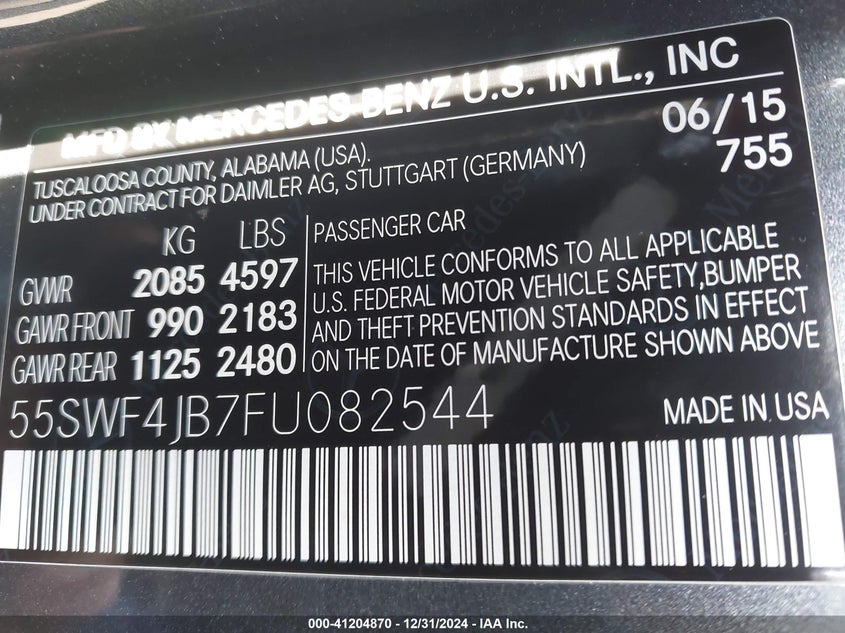 MFD BY MERCEDES-BENZ U.S. INTL., INC
TUSCALOOSA COUNTY, ALABAMA (USA). 06/15
UNDER CONTRACT FOR DAIMLER AG, STUTTGART (GERMANY) 755
KG LBS
GVWR 2085 4597
GAWR FRONT 990 2183
GAWR REAR 1125 2480
PASSENGER CAR
THIS VEHICLE CONFORMS TO ALL APPLICABLE
U.S. FEDERAL MOTOR VEHICLE SAFETY,BUMPER
AND THEFT PREVENTION STANDARDS IN EFFECT
ON THE DATE OF MANUFACTURE SHOWN ABOVE
55SWF4JB7FU082544 MADE IN USA
000-41204870 - 12/31/2024 - IAA Inc.